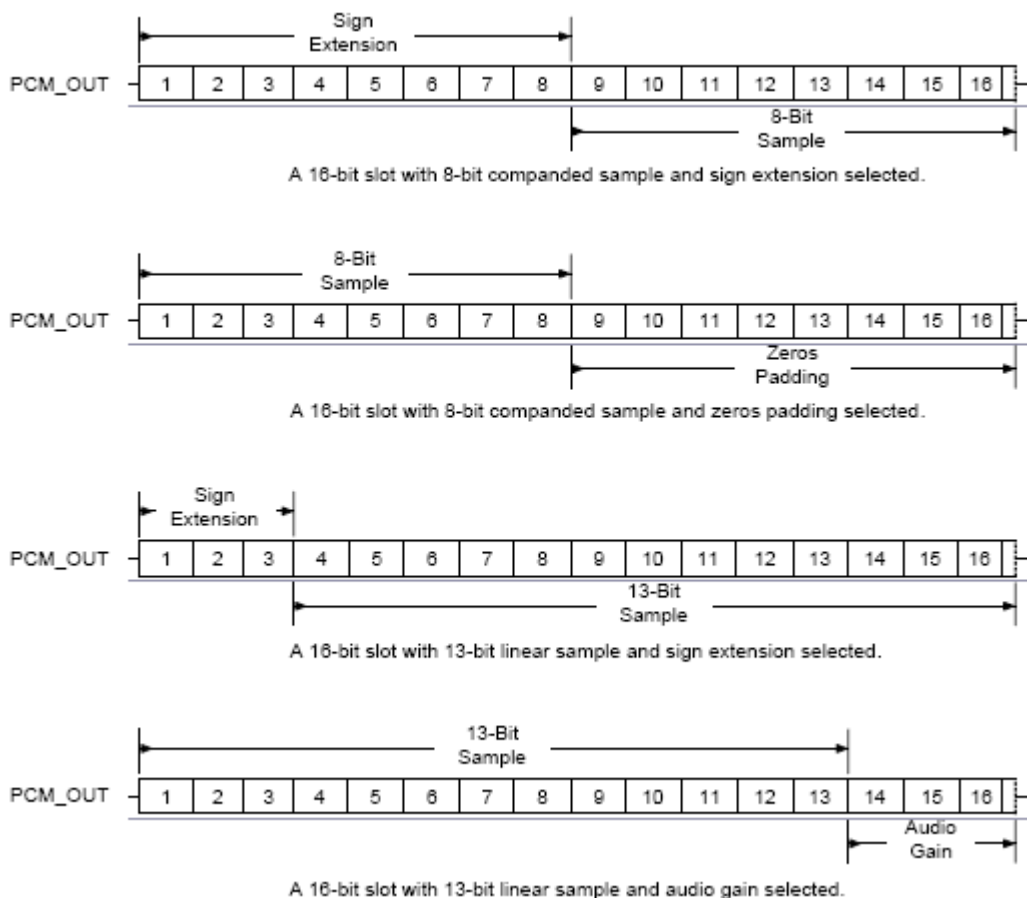 Sign
Extension
PCM_OUT 1 2 3 4 5 6 7 8 9 10 11 12 13 14 15 16
8-Bit
Sample
A 16-bit slot with 8-bit companded sample and sign extension selected.
8-Bit
Sample
PCM_OUT 1 2 3 4 5 6 7 8 9 10 11 12 13 14 15 16
Zeros
Padding
A 16-bit slot with 8-bit companded sample and zeros padding selected.
Sign
Extension
PCM_OUT 1 2 3 4 5 6 7 8 9 10 11 12 13 14 15 16
13-Bit
Sample
A 16-bit slot with 13-bit linear sample and sign extension selected.
13-Bit
Sample
PCM_OUT 1 2 3 4 5 6 7 8 9 10 11 12 13 14 15 16
Audio
Gain
A 16-bit slot with 13-bit linear sample and audio gain selected.